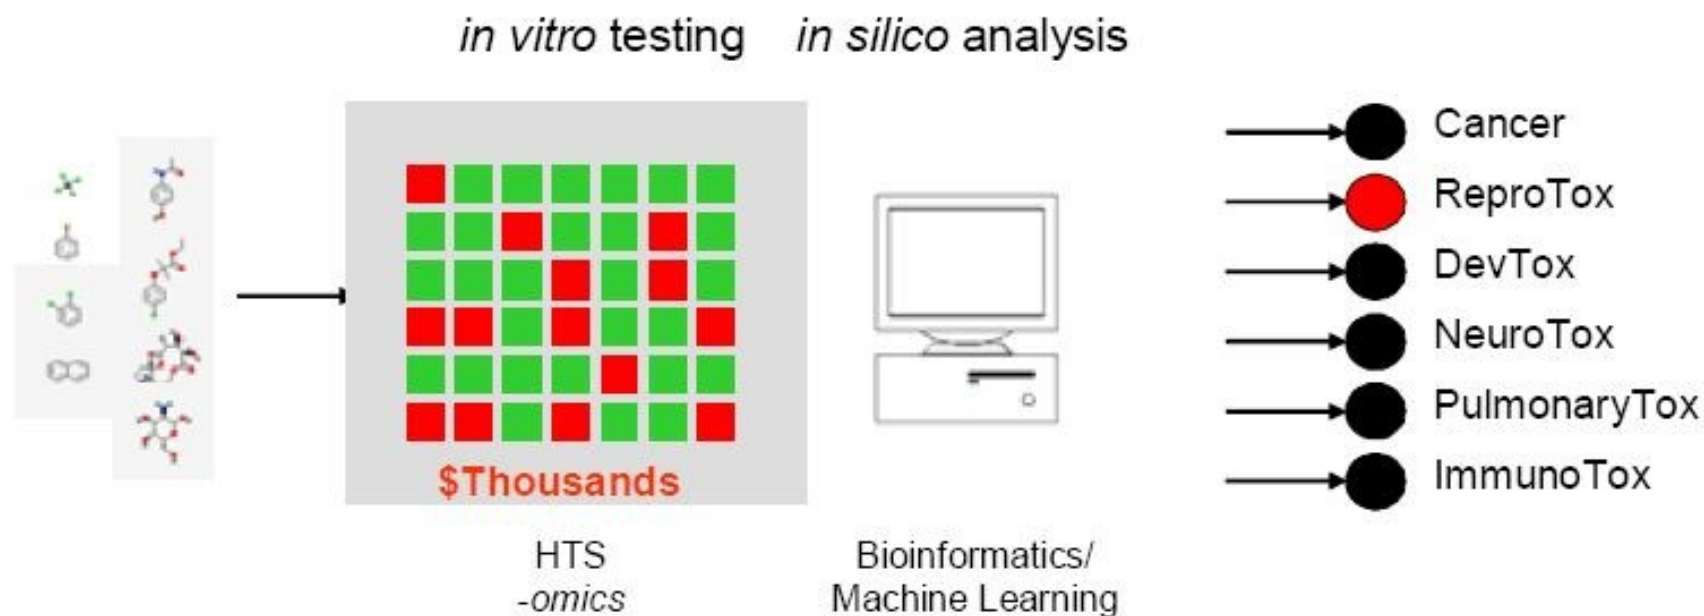 in vitro testing
in silico analysis
$Thousands
HTS
-omics
Bioinformatics/
Machine Learning
Cancer
ReproTox
DevTox
NeuroTox
PulmonaryTox
ImmunoTox